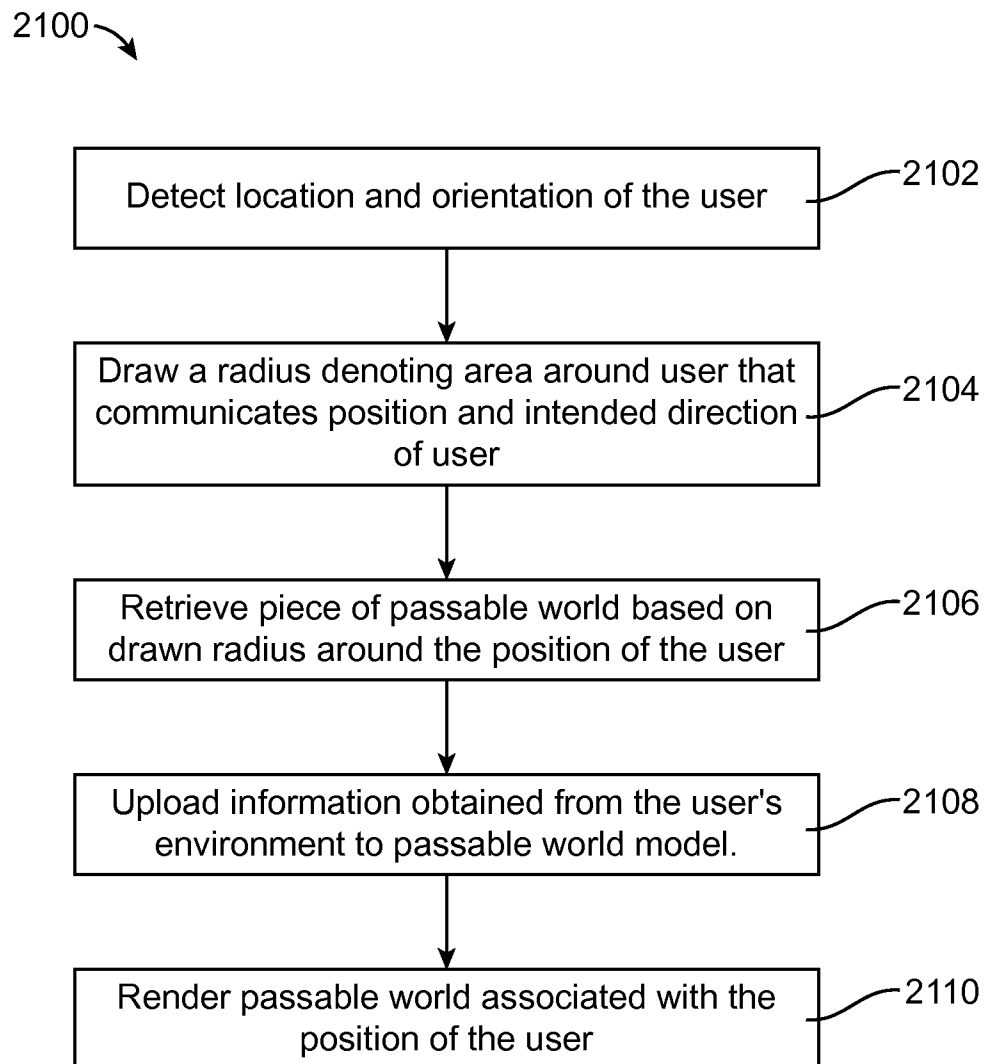 2100
Detect location and orientation of the user
2102
Draw a radius denoting area around user that
communicates position and intended direction
of user
2104
Retrieve piece of passable world based on
drawn radius around the position of the user
2106
Upload information obtained from the user's
environment to passable world model.
2108
Render passable world associated with the
position of the user
2110